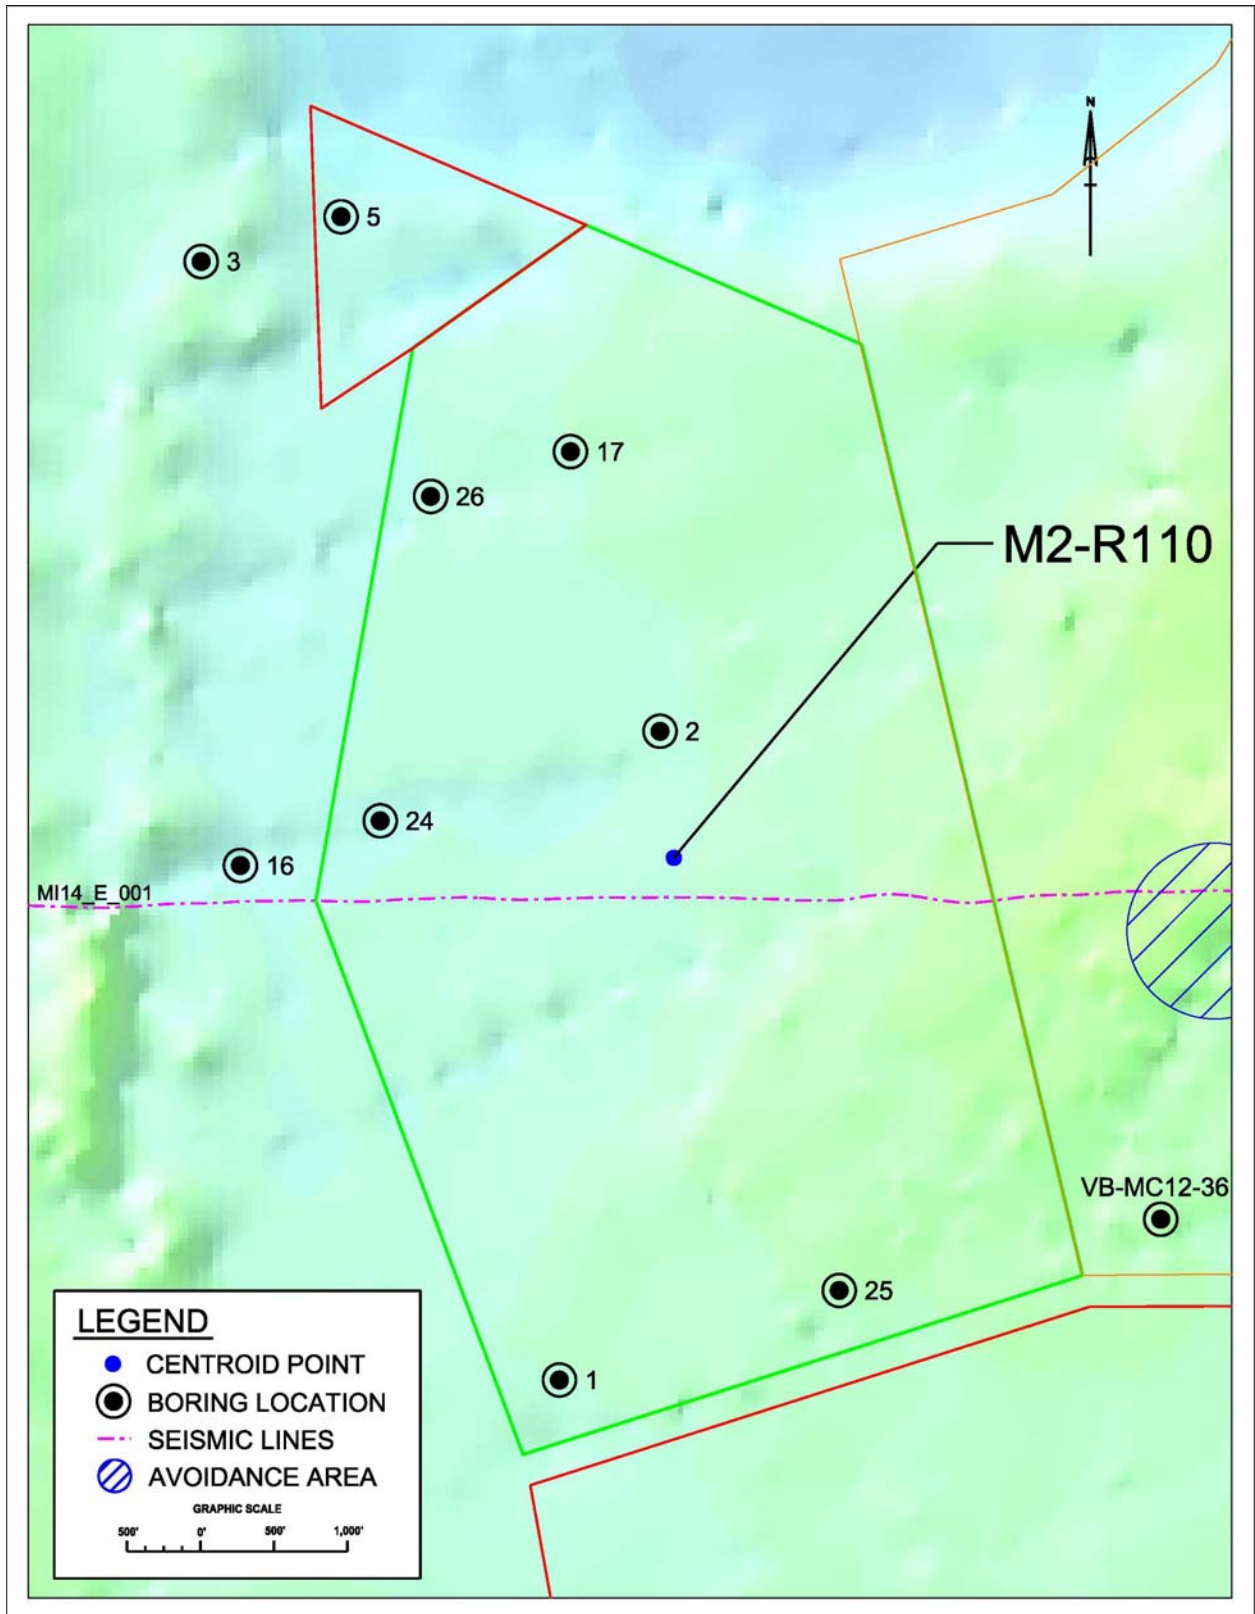 N
5
3
17
26
M2-R110
2
24
16
MI14_E_001
VB-MC12-36
25
1
LEGEND
CENTROID POINT
BORING LOCATION
SEISMIC LINES
AVOIDANCE AREA
GRAPHIC SCALE
500' 0' 500' 1,000'